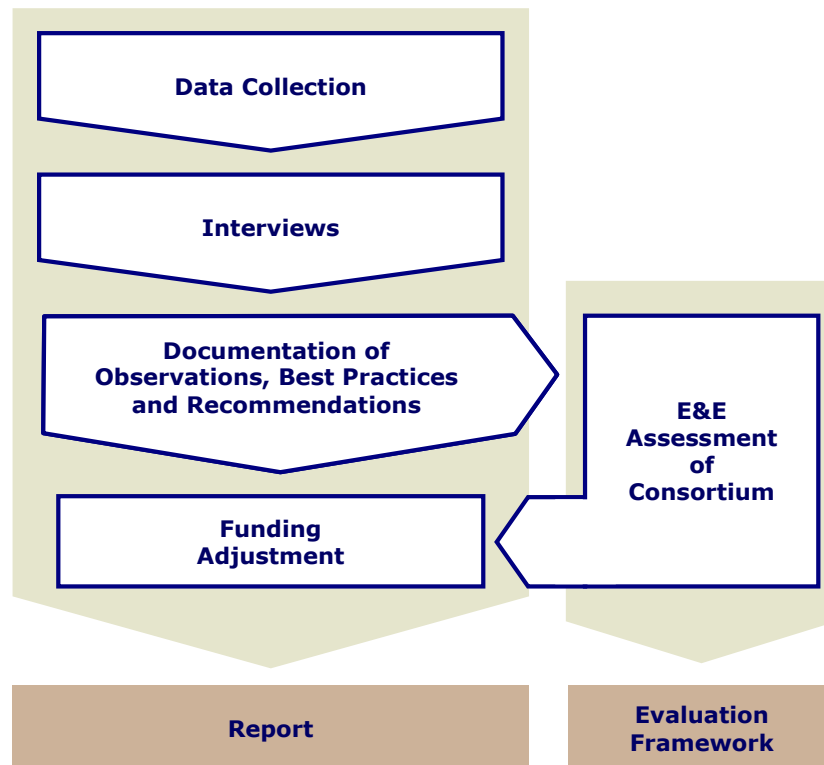 Data Collection
Interviews
Documentation of
Observations, Best Practices
and Recommendations
E&E
Assessment
of
Consortium
Funding
Adjustment
Report
Evaluation
Framework